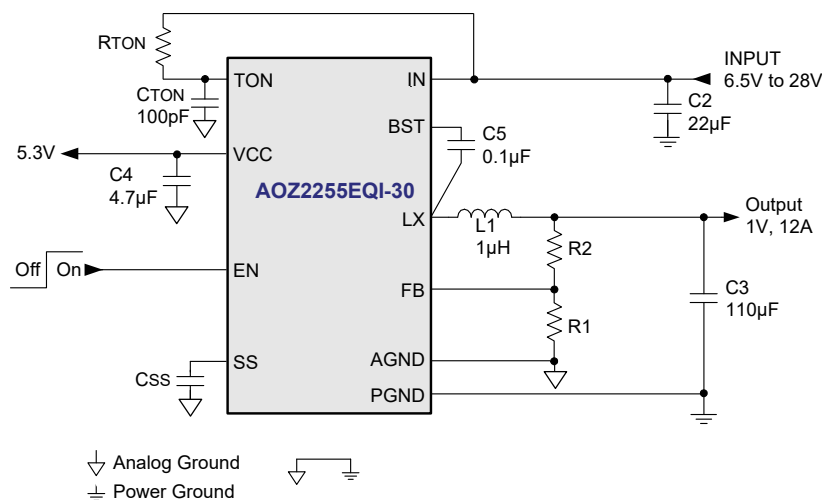 RTON
TON
CTON
100pF
IN
INPUT
6.5V to 28V
C2
22µF
BST
C5
0.1µF
5.3V
VCC
C4
4.7µF
AOZ2255EQI-30
LX
L1
1µH
Output
1V, 12A
R2
Off
On
EN
FB
C3
110µF
R1
SS
CSS
AGND
PGND
Analog Ground
Power Ground